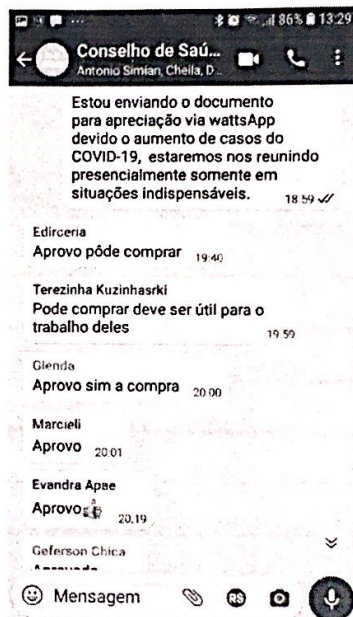 86% 13:29
Conselho de Saú...
Antonio Simian, Cheila, D...
Estou enviando o documento
para apreciação via wattsApp
devido o aumento de casos do
COVID-19, estaremos nos reunindo
presencialmente somente em
situações indispensáveis.
18:59
Edirceria
Aprovo pôde comprar 19:40
Terezinha Kuzinhasrki
Pode comprar deve ser útil para o
trabalho deles
19:59
Glenda
Aprovo sim a compra 20:00
Marcieli
Aprovo 20:01
Evandra Apae
Aprovo 20:19
Geferson Chica
Mensagem